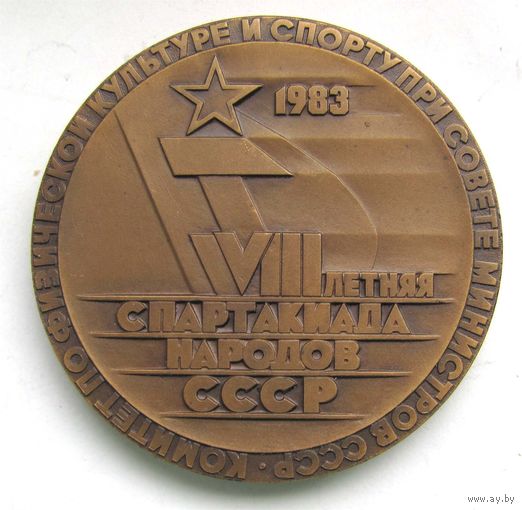 КОМИТЕТ ПО ФИЗИЧЕСКОЙ КУЛЬТУРЕ И СПОРТУ ПРИ СОВЕТЕ МИНИСТРОВ СССР ·
1983
VIII ЛЕТНЯЯ
СПАРТАКИАДА
НАРОДОВ
СССР
www.ay.by